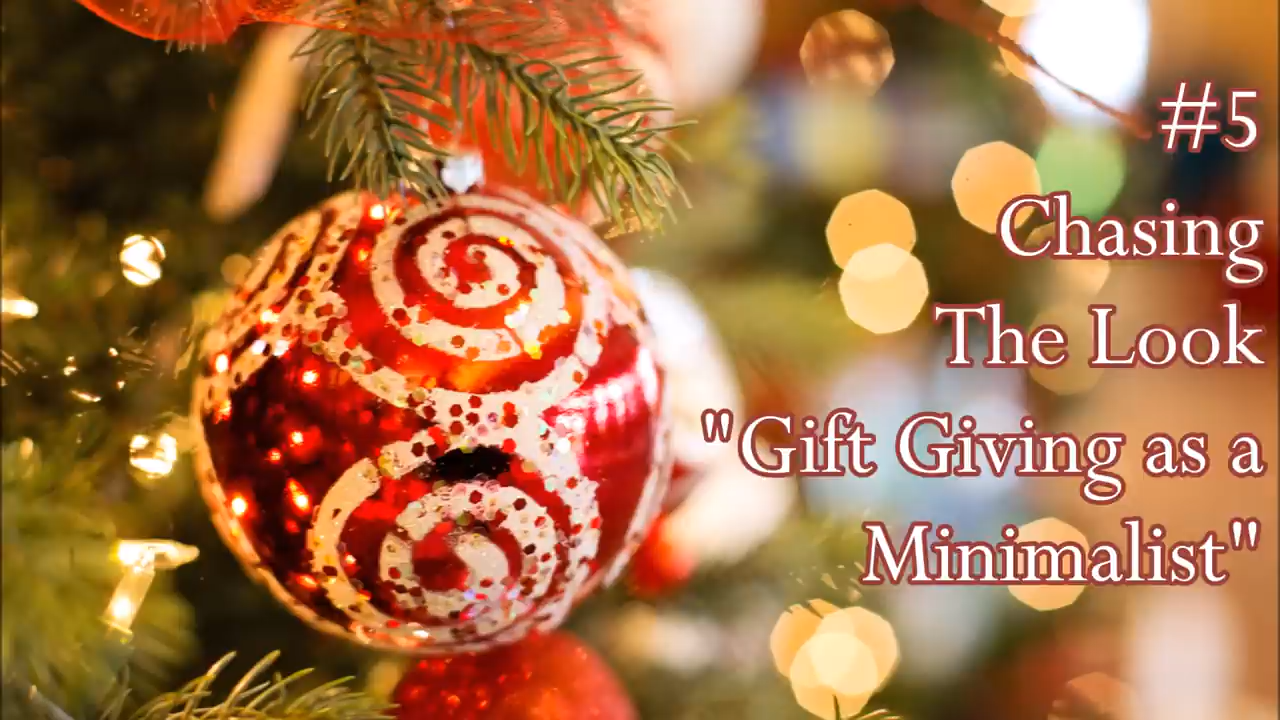 #5
Chasing
The Look
"Gift Giving as a
Minimalist"